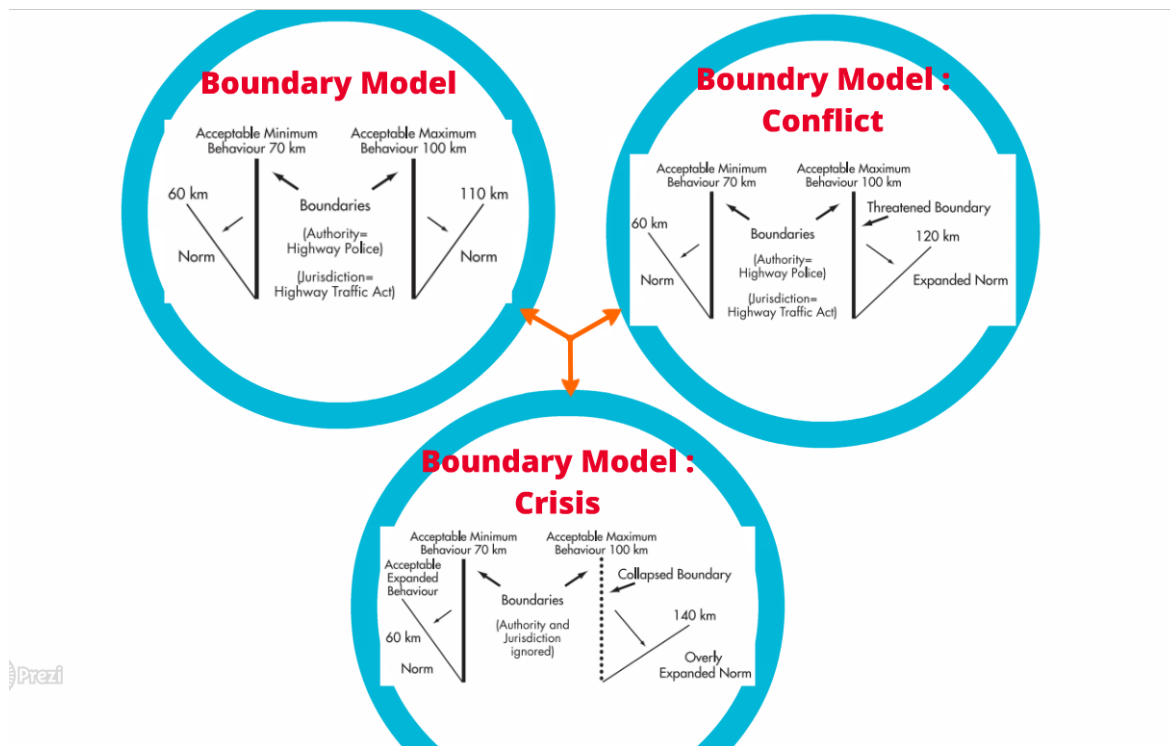 Boundary Model
Acceptable Minimum
Behaviour 70 km
Acceptable Maximum
Behaviour 100 km
60 km
110 km
Boundaries
(Authority=
Highway Police)
Norm
Norm
(Jurisdiction=
Highway Traffic Act)
Boundry Model :
Conflict
Acceptable Minimum
Behaviour 70 km
Acceptable Maximum
Behaviour 100 km
Threatened Boundary
60 km
120 km
Boundaries
(Authority=
Highway Police)
Norm
Expanded Norm
(Jurisdiction=
Highway Traffic Act)
Boundary Model :
Crisis
Acceptable Minimum
Behaviour 70 km
Acceptable Maximum
Behaviour 100 km
Acceptable
Expanded
Behaviour
Collapsed Boundary
Boundaries
140 km
(Authority and
Jurisdiction
ignored)
60 km
Norm
Overly
Expanded Norm
Prezi